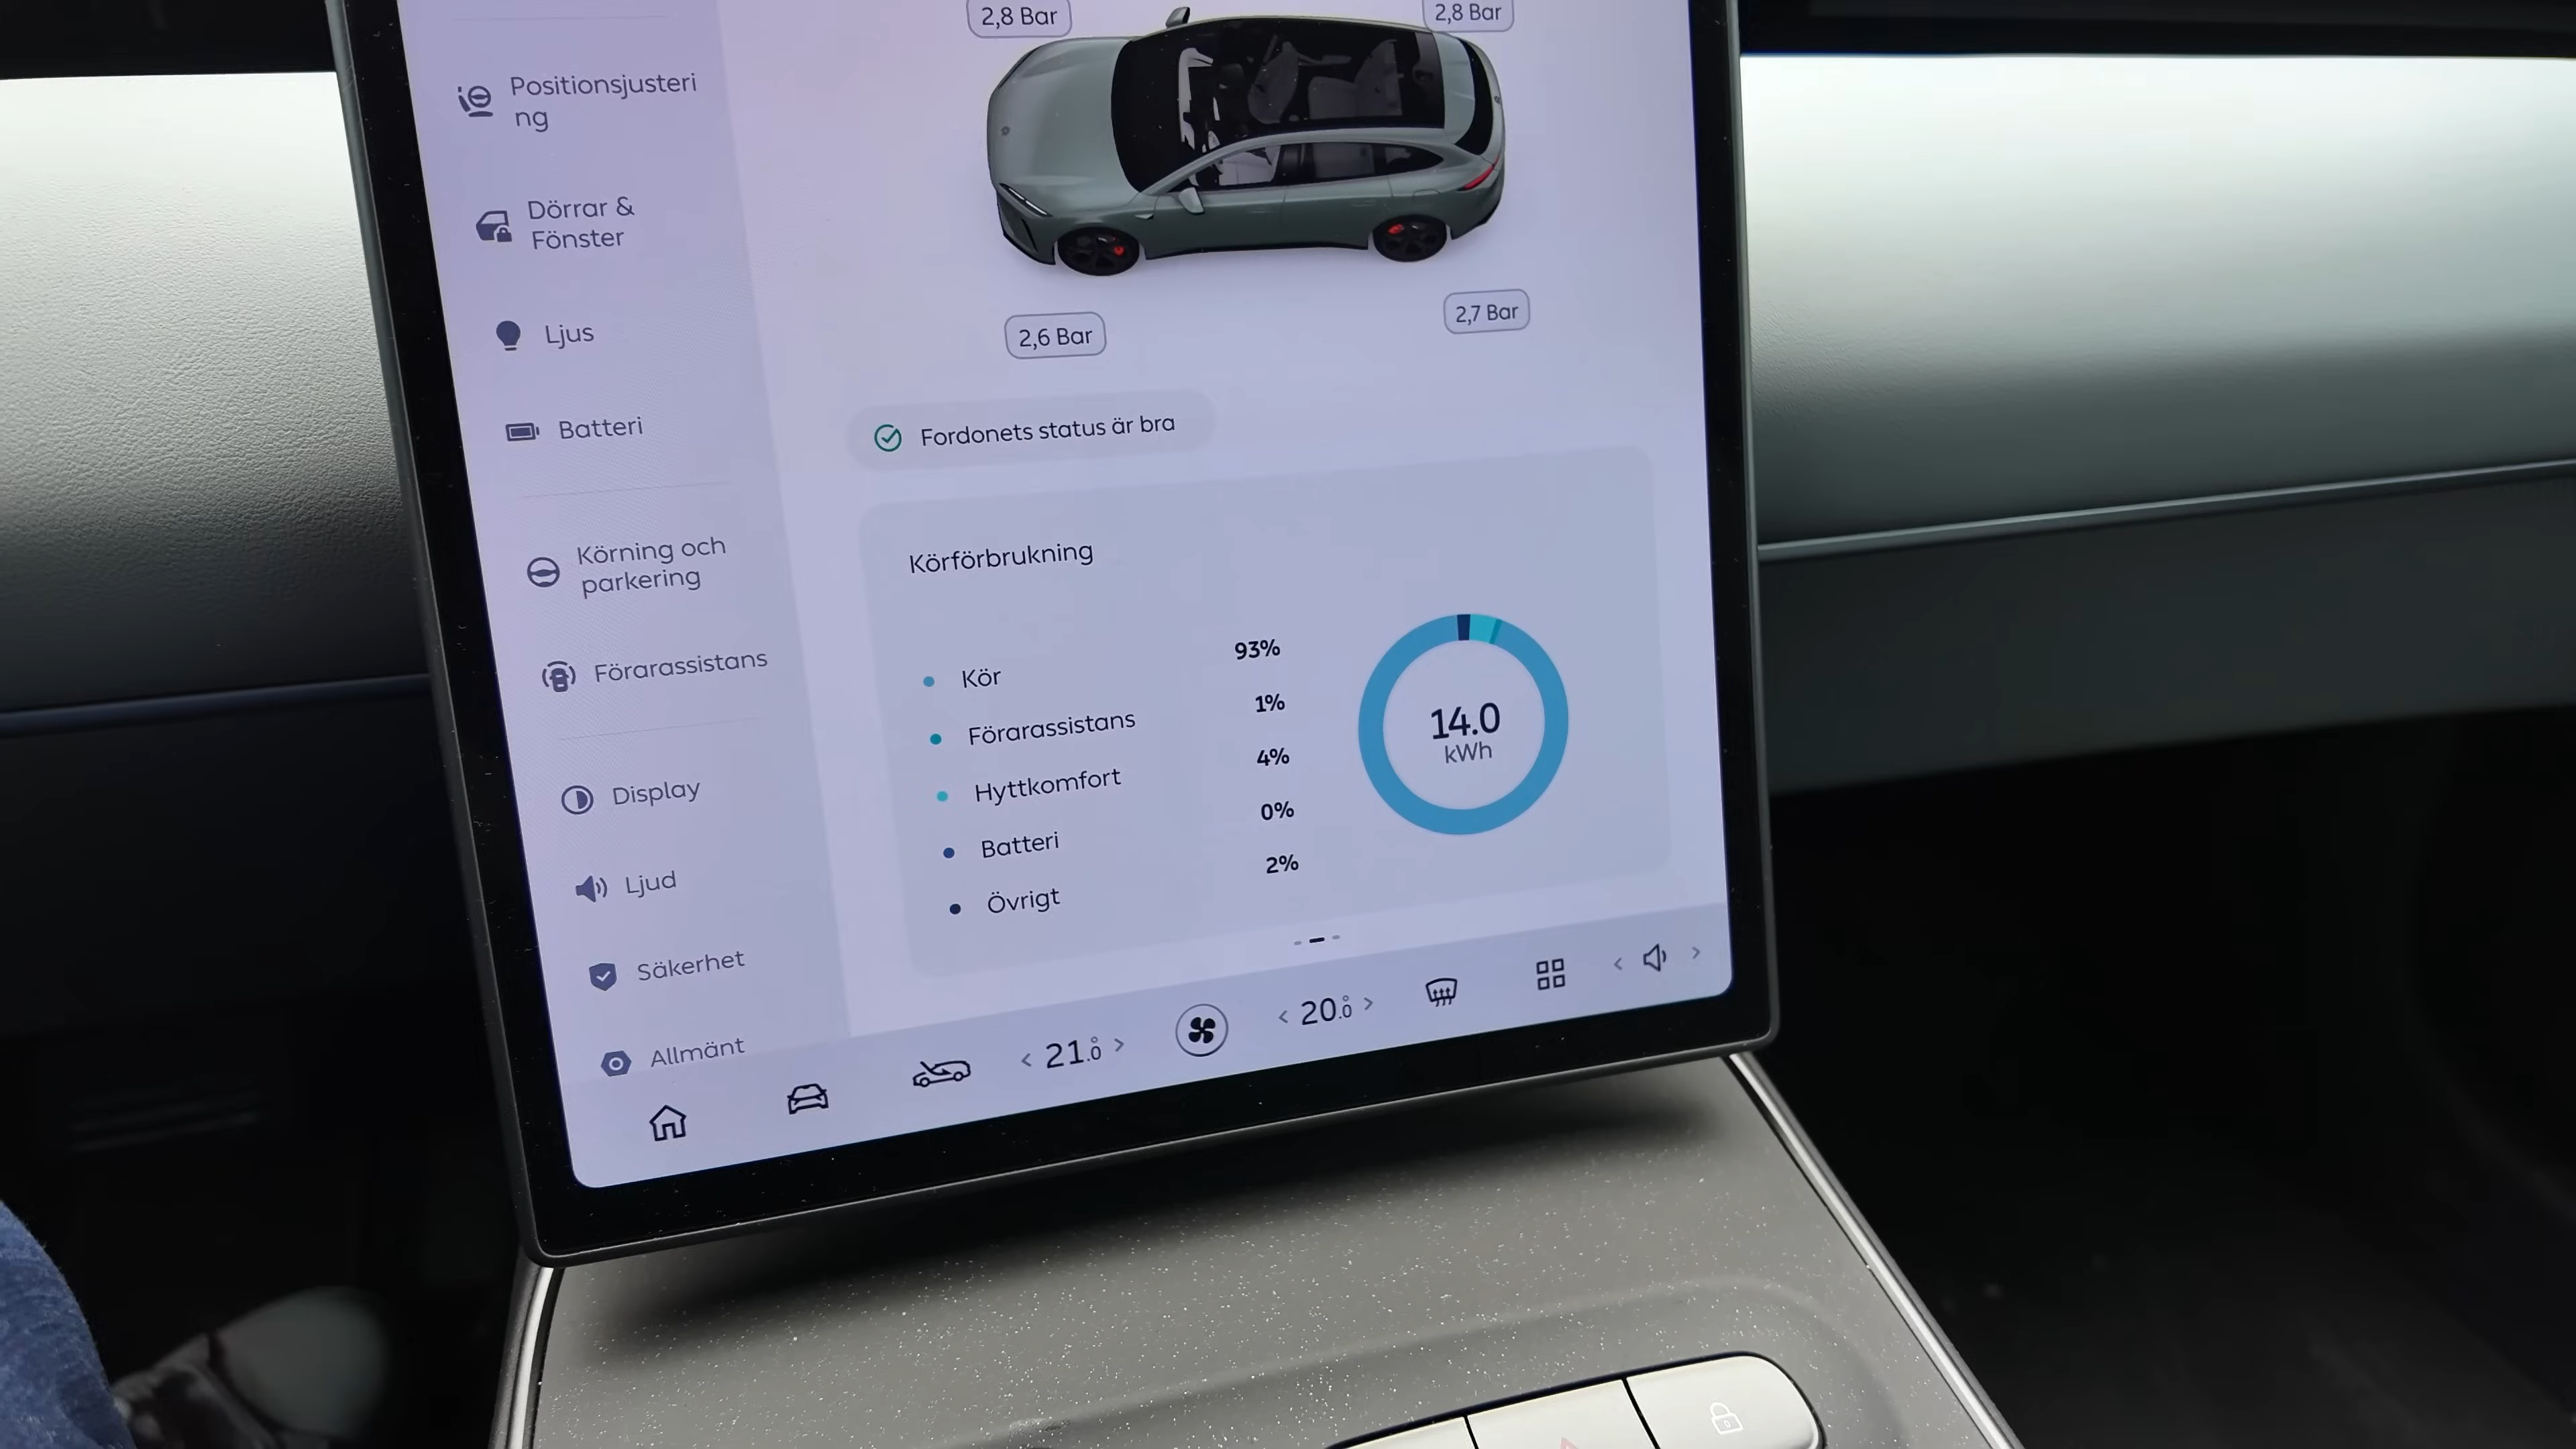 2,8 Bar
2,8 Bar
Positionsjusteri
ng
Dörrar &
Fönster
Ljus
2,6 Bar
2,7 Bar
Batteri
Fordonets status är bra
Körning och
parkering
Förarassistans
Display
Ljud
Säkerhet
Allmänt
Körförbrukning
Kör 93%
Förarassistans 1%
Hyttkomfort 4%
Batteri 0%
Övrigt 2%
14.0
kWh
< 21.0° >
< 20.0° >
< >